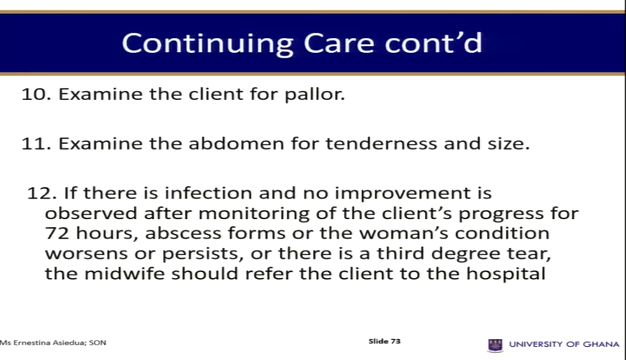 Continuing Care cont’d
10. Examine the client for pallor.
11. Examine the abdomen for tenderness and size.
12. If there is infection and no improvement is
observed after monitoring of the client’s progress for
72 hours, abscess forms or the woman’s condition
worsens or persists, or there is a third degree tear,
the midwife should refer the client to the hospital
Ms Ernestina Asiedua; SON
Slide 73
UNIVERSITY OF GHANA